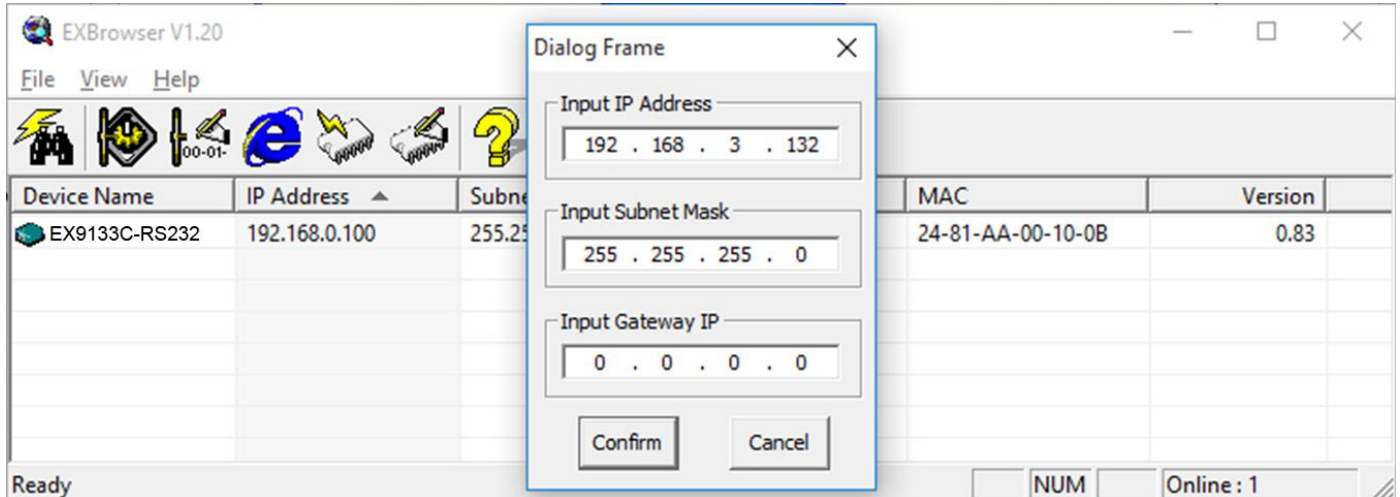 EXBrowser V1.20
File View Help
00-01-
Device Name IP Address MAC Version
EX9133C-RS232 192.168.0.100 24-81-AA-00-10-0B 0.83
Dialog Frame
Input IP Address
192 . 168 . 3 . 132
Input Subnet Mask
255 . 255 . 255 . 0
Input Gateway IP
0 . 0 . 0 . 0
Confirm Cancel
Ready NUM Online : 1